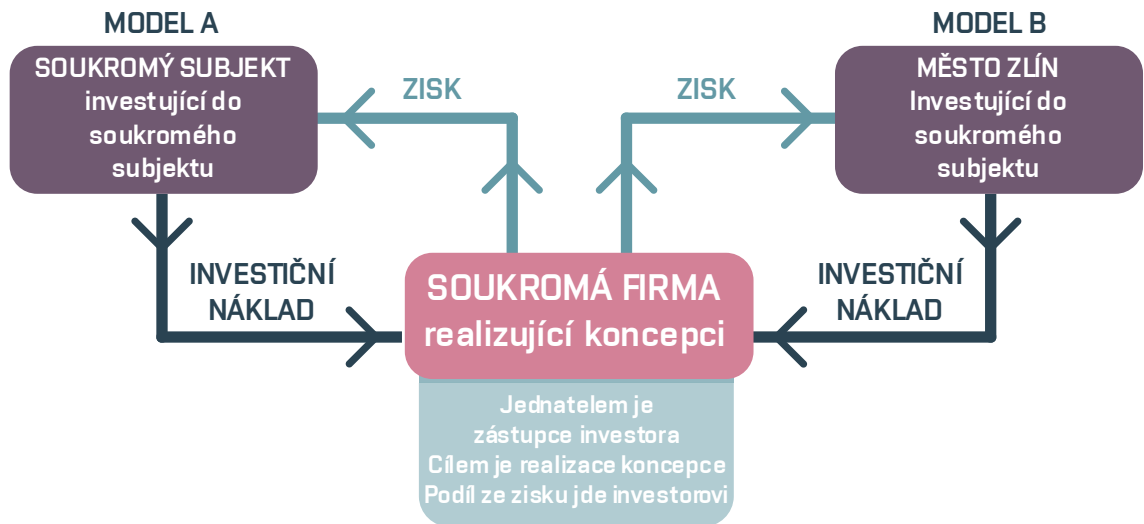 MODEL A
SOUKROMÝ SUBJEKT
investující do
soukromého
subjektu
ZISK
ZISK
MODEL B
MĚSTO ZLÍN
Investující do
soukromého
subjektu
INVESTIČNÍ
NÁKLAD
SOUKROMÁ FIRMA
realizující koncepci
INVESTIČNÍ
NÁKLAD
Jednatelem je
zástupce investora
Cílem je realizace koncepce
Podíl ze zisku jde investorovi